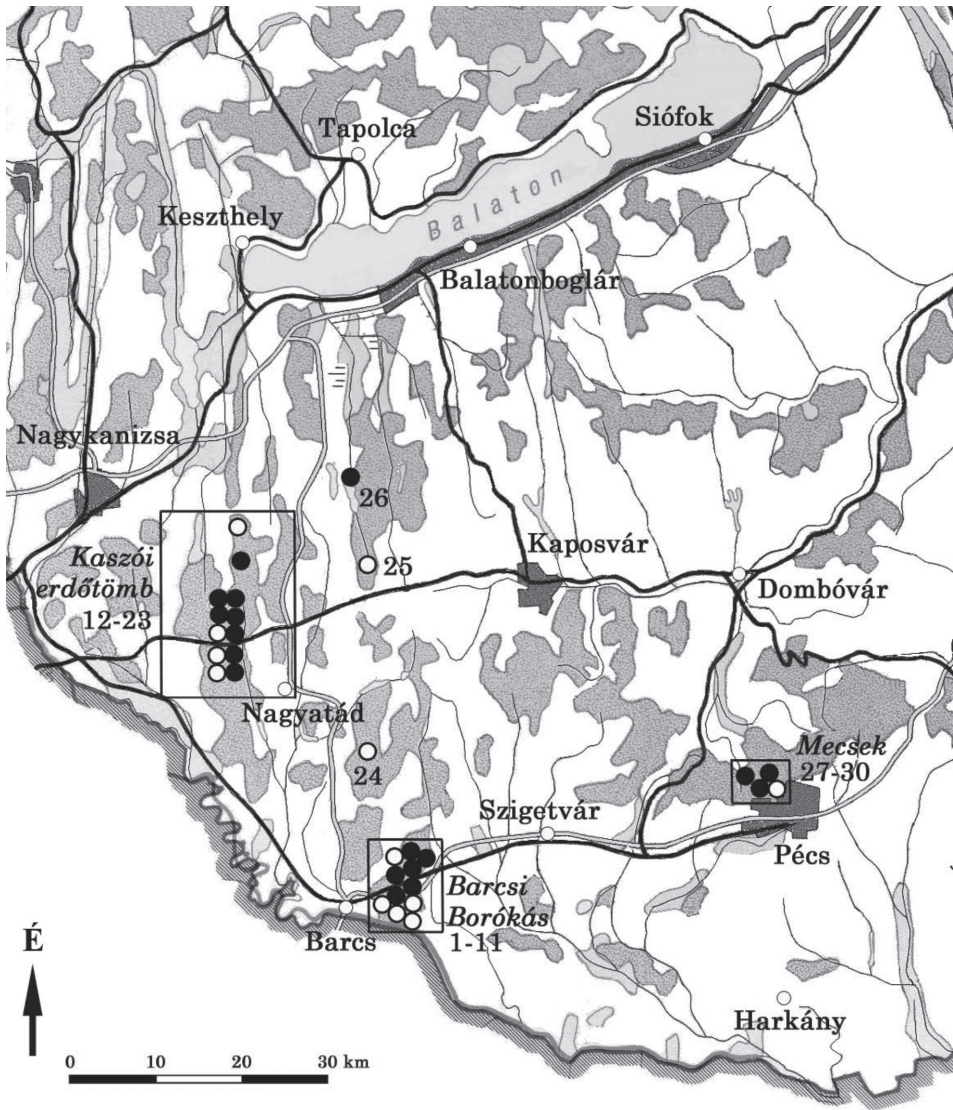 Tapolca
Siófok
Keszthely
Balaton
Balatonboglár
Nagykanizsa
26
Kaszói
erdőtömb
12-23
25
Kaposvár
Dombóvár
Nagyatád
24
Mecsek
27-30
Szigetvár
Pécs
Barcsi
Borókás
1-11
Barcs
É
Harkány
0 10 20 30 km